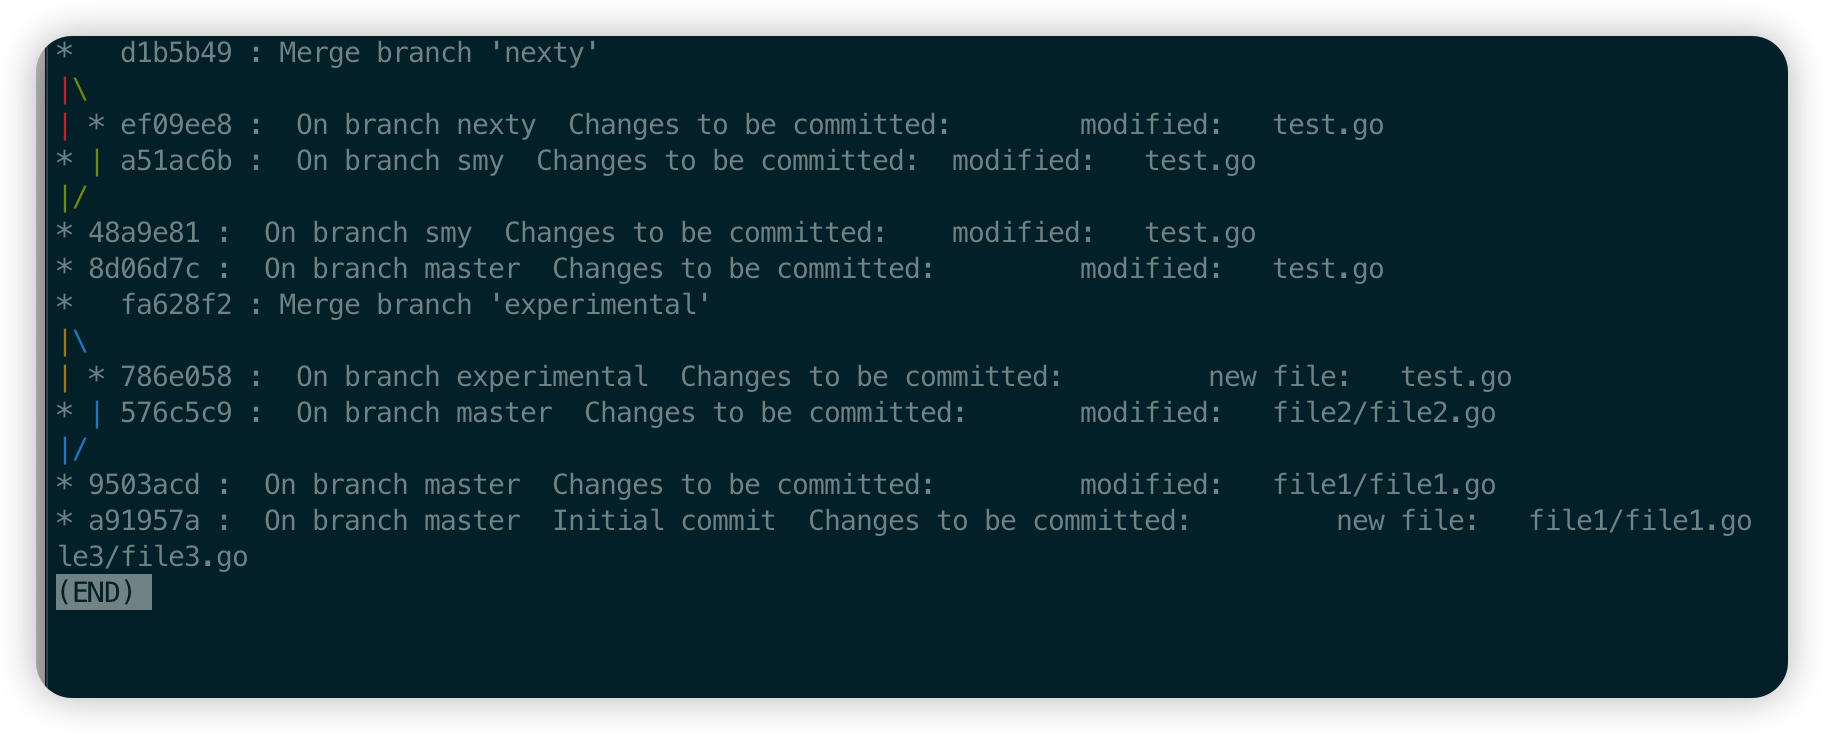 *   d1b5b49 : Merge branch 'nexty'
|\
| * ef09ee8 :  On branch nexty  Changes to be committed:        modified:   test.go
* | a51ac6b :  On branch smy  Changes to be committed:  modified:   test.go
|/
* 48a9e81 :  On branch smy  Changes to be committed:    modified:   test.go
* 8d06d7c :  On branch master  Changes to be committed:         modified:   test.go
*   fa628f2 : Merge branch 'experimental'
|\
| * 786e058 :  On branch experimental  Changes to be committed:         new file:   test.go
* | 576c5c9 :  On branch master  Changes to be committed:       modified:   file2/file2.go
|/
* 9503acd :  On branch master  Changes to be committed:         modified:   file1/file1.go
* a91957a :  On branch master  Initial commit  Changes to be committed:         new file:   file1/file1.go
le3/file3.go
(END)